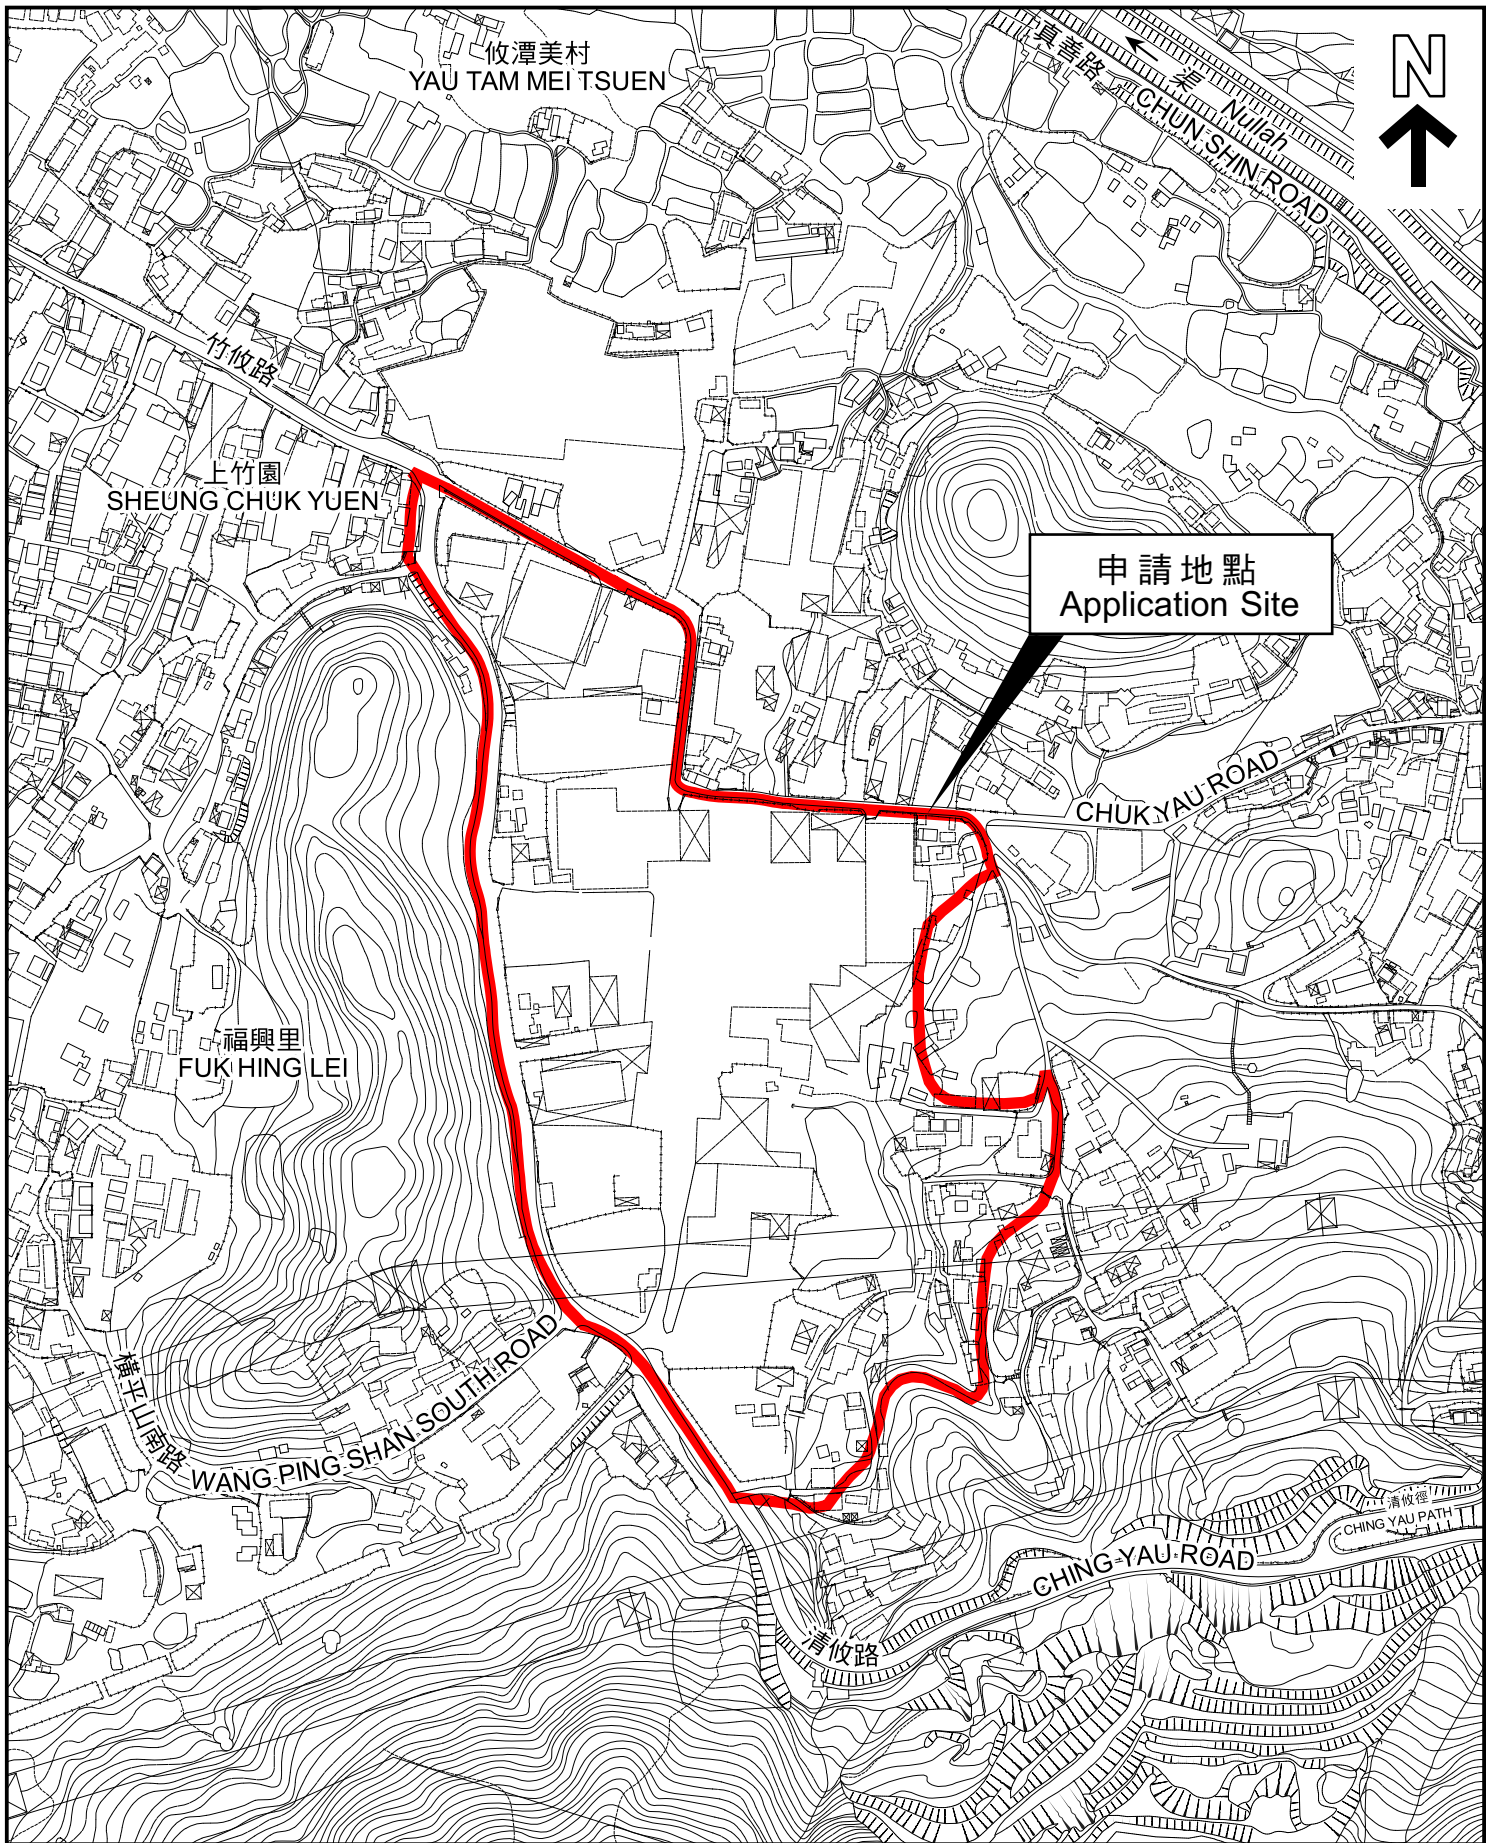 攸潭美村
YAU TAM MEI TSUEN
真善路
CHUN SHIN ROAD
渠 Nullah
N
竹攸路
上竹園
SHEUNG CHUK YUEN
申請地點
Application Site
CHUK YAU ROAD
福興里
FUK HING LEI
橫平山南路
WANG PING SHAN SOUTH ROAD
清攸徑
CHING YAU PATH
CHING YAU ROAD
清攸路